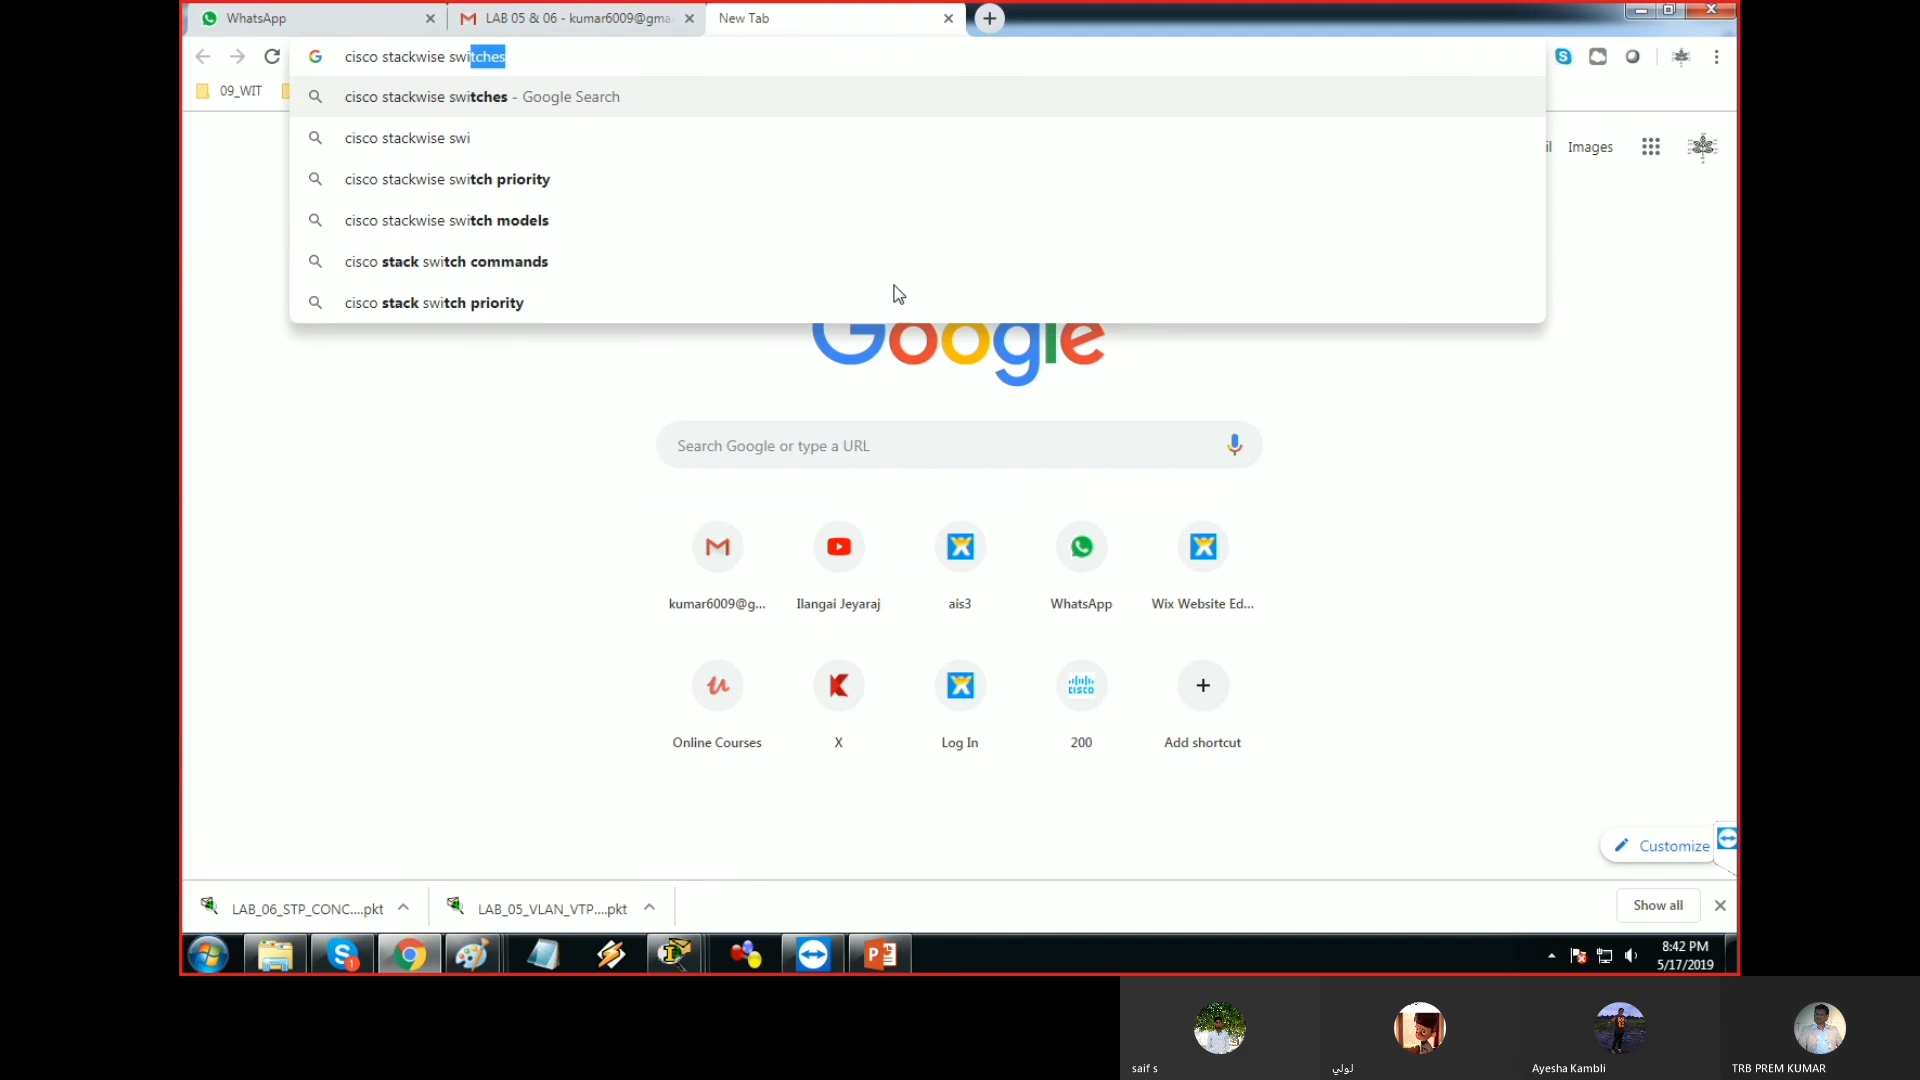 WhatsApp
LAB 05 & 06 - kumar6009@gma
New Tab
cisco stackwise switches
09_WIT
cisco stackwise switches - Google Search
cisco stackwise swi
cisco stackwise switch priority
cisco stackwise switch models
cisco stack switch commands
cisco stack switch priority
il Images
Google
Search Google or type a URL
kumar6009@g...
Ilangai Jeyaraj
ais3
WhatsApp
Wix Website Ed...
CISCO
Online Courses
X
Log In
200
Add shortcut
Customize
LAB_06_STP_CONC....pkt
LAB_05_VLAN_VTP....pkt
Show all
8:42 PM
5/17/2019
saif s
لولي
Ayesha Kambli
TRB PREM KUMAR